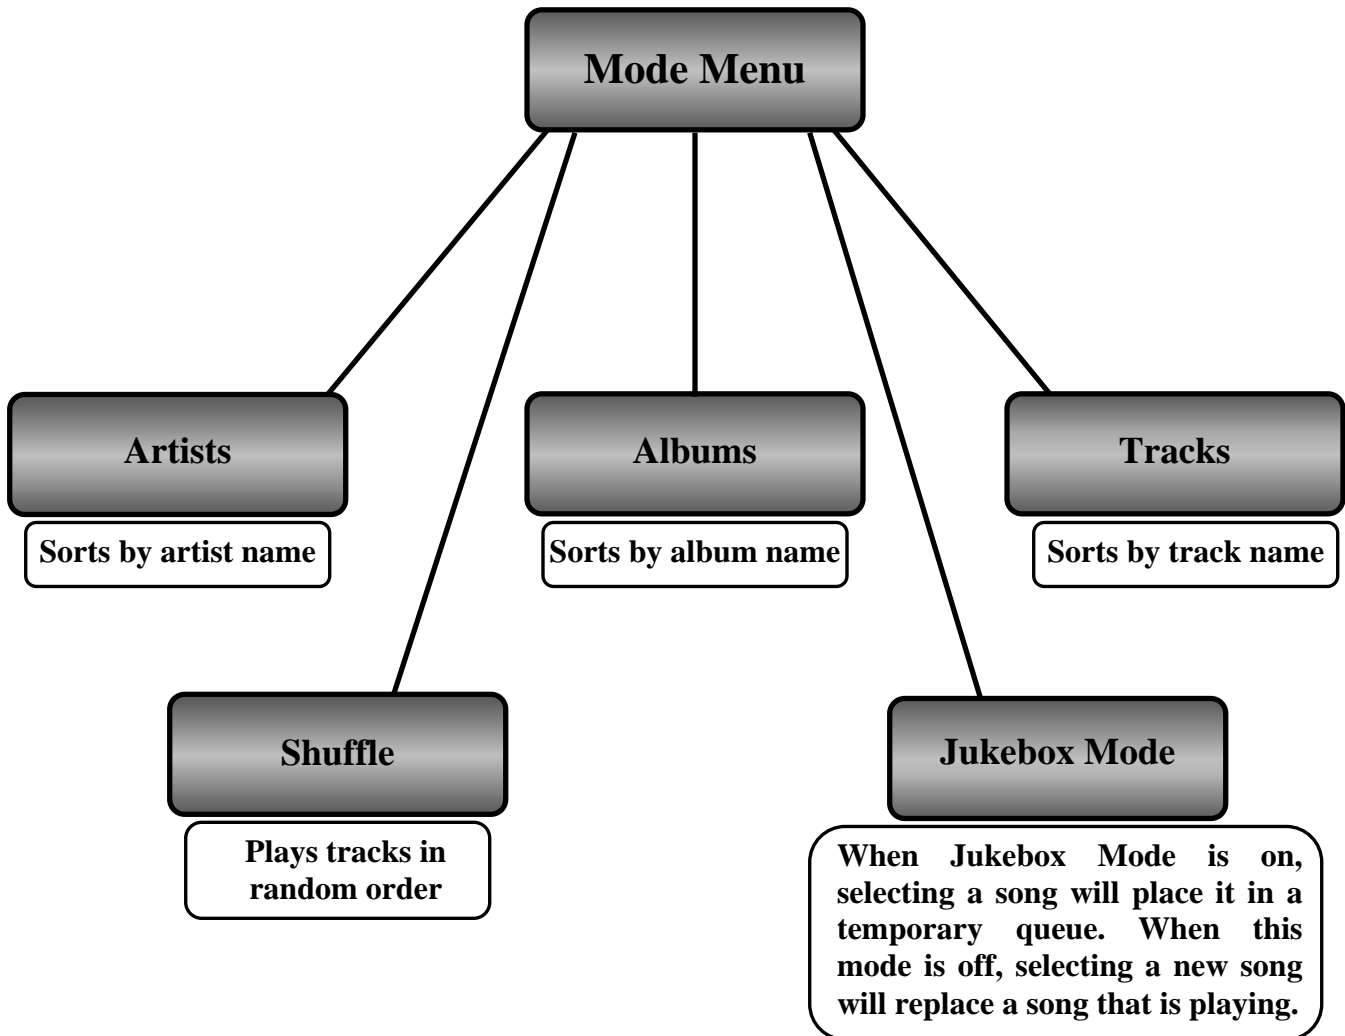 Mode Menu
Artists
Albums
Tracks
Sorts by artist name
Sorts by album name
Sorts by track name
Shuffle
Jukebox Mode
Plays tracks in
random order
When Jukebox Mode is on,
selecting a song will place it in a
temporary queue. When this
mode is off, selecting a new song
will replace a song that is playing.